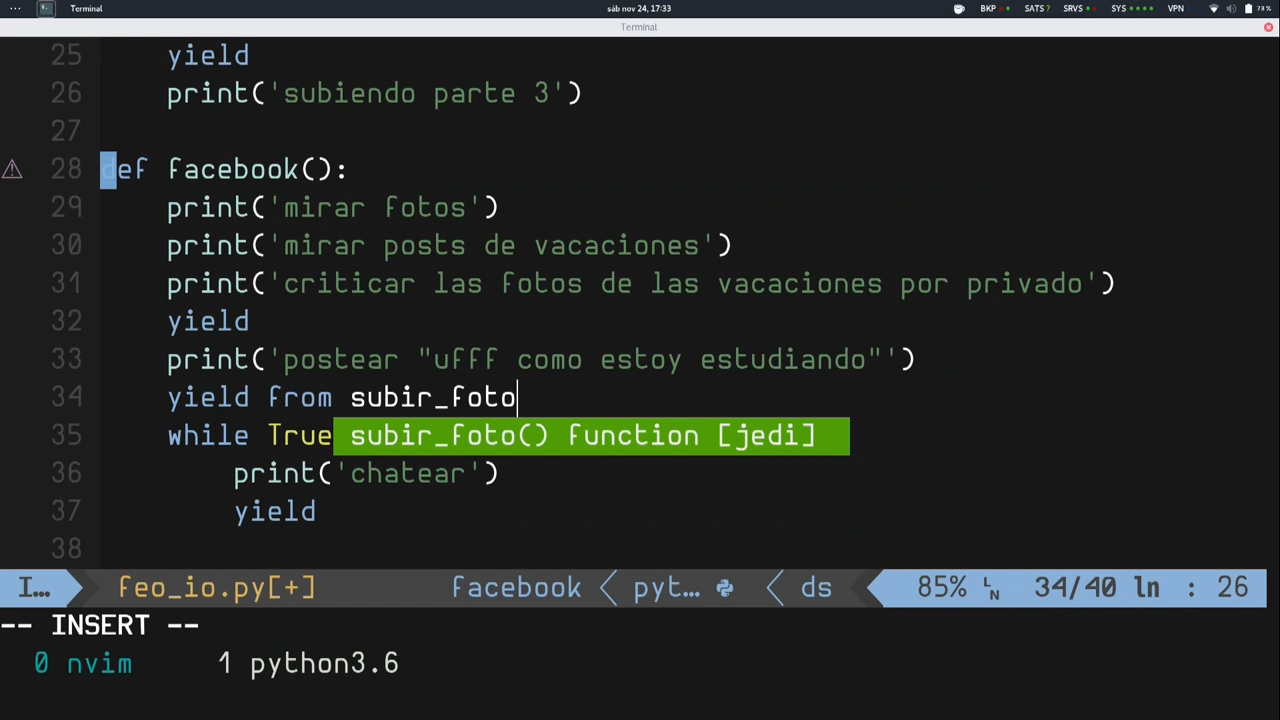 ... Terminal sáb nov 24, 17:33 BKP SATS? SRVS SYS VPN 73 %
Terminal
25 yield
26 print('subiendo parte 3')
27
28 def facebook():
29 print('mirar fotos')
30 print('mirar posts de vacaciones')
31 print('criticar las fotos de las vacaciones por privado')
32 yield
33 print('postear "ufff como estoy estudiando"')
34 yield from subir_foto
35 while True subir_foto() function [jedi]
36 print('chatear')
37 yield
38
I… feo_io.py[+] facebook pyt… ds 85% LN 34/40 ln : 26
-- INSERT --
0 nvim 1 python3.6